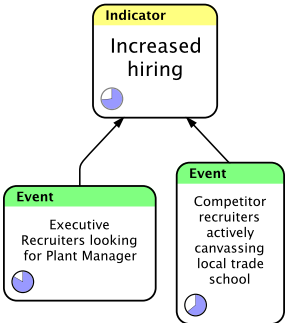 Indicator
Increased
hiring
Event
Executive
Recruiters looking
for Plant Manager
Event
Competitor
recruiters
actively
canvassing
local trade
school